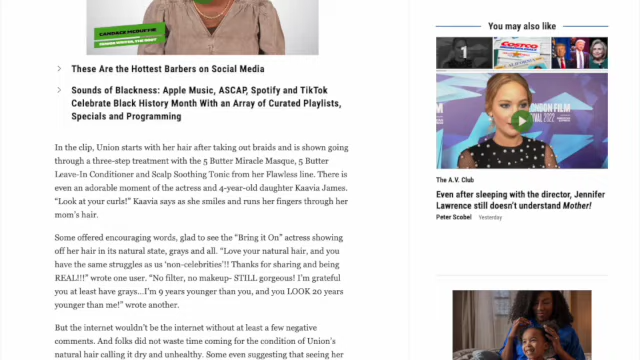 CANDACE MCDUFFIE
SENIOR WRITER, THE ROOT
These Are the Hottest Barbers on Social Media
Sounds of Blackness: Apple Music, ASCAP, Spotify and TikTok
Celebrate Black History Month With an Array of Curated Playlists,
Specials and Programming
In the clip, Union starts with her hair after taking out braids and is shown going
through a three-step treatment with the 5 Butter Miracle Masque, 5 Butter
Leave-In Conditioner and Scalp Soothing Tonic from her Flawless line. There
is even an adorable moment of the actress and 4-year-old daughter Kaavia James.
“Look at your curls!” Kaavia says as she smiles and runs her fingers through her
mom’s hair.
Some offered encouraging words, glad to see the “Bring it On” actress showing
off her hair in its natural state, grays and all. “Love your natural hair, and you
have the same struggles as us ‘non-celebrities’!! Thanks for sharing and being
REAL!!!” wrote one user. “No filter, no makeup- STILL gorgeous! I’m grateful
you at least have grays...I’m 9 years younger than you, and you LOOK 20 years
younger than me!” wrote another.
But the internet wouldn’t be the internet without at least a few negative
comments. And folks did not waste time coming for the condition of Union’s
natural hair calling it dry and unhealthy. Some even suggesting that seeing her
You may also like
1
COSTCO
LONDON FILM
FESTIVAL 2022
The A.V. Club
Even after sleeping with the director, Jennifer
Lawrence still doesn’t understand Mother!
Peter Scobel Yesterday